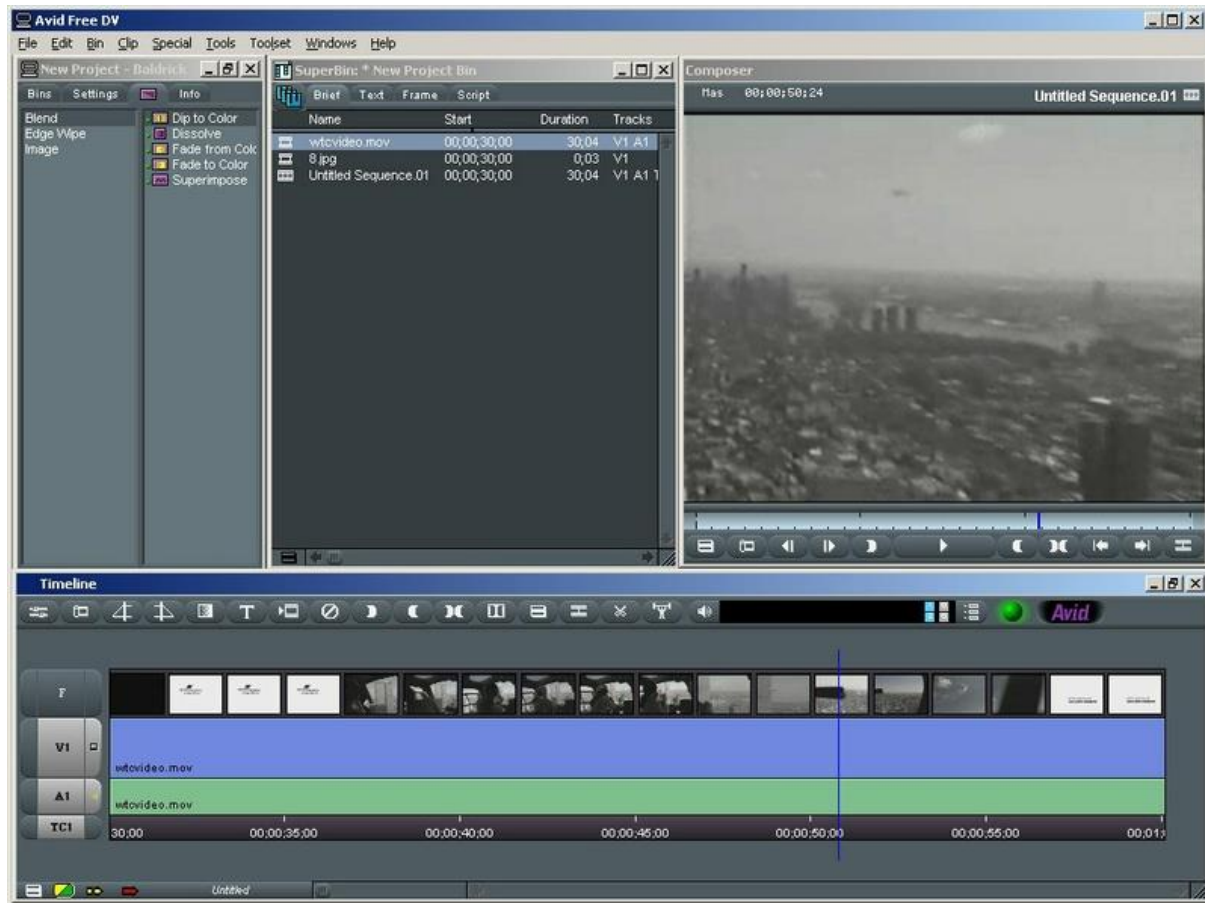 Avid Free DV
File Edit Bin Clip Special Tools Toolset Windows Help
New Project - Baldrick
Bins Settings Info
Blend
Edge Wipe
Image
Dip to Color
Dissolve
Fade from Colo
Fade to Color
Superimpose
SuperBin: * New Project Bin
Brief Text Frame Script
Name Start Duration Tracks
wtcvideo.mov 00;00;30;00 30;04 V1 A1
8.jpg 00;00;30;00 0;03 V1
Untitled Sequence.01 00;00;30;00 30;04 V1 A1 T
Composer
Mas 00;00;50;24 Untitled Sequence.01
Timeline
T
Avid
F
V1
wtcvideo.mov
A1
wtcvideo.mov
TC1
30;00 00;00;35;00 00;00;40;00 00;00;45;00 00;00;50;00 00;00;55;00 00;01;
Untitled